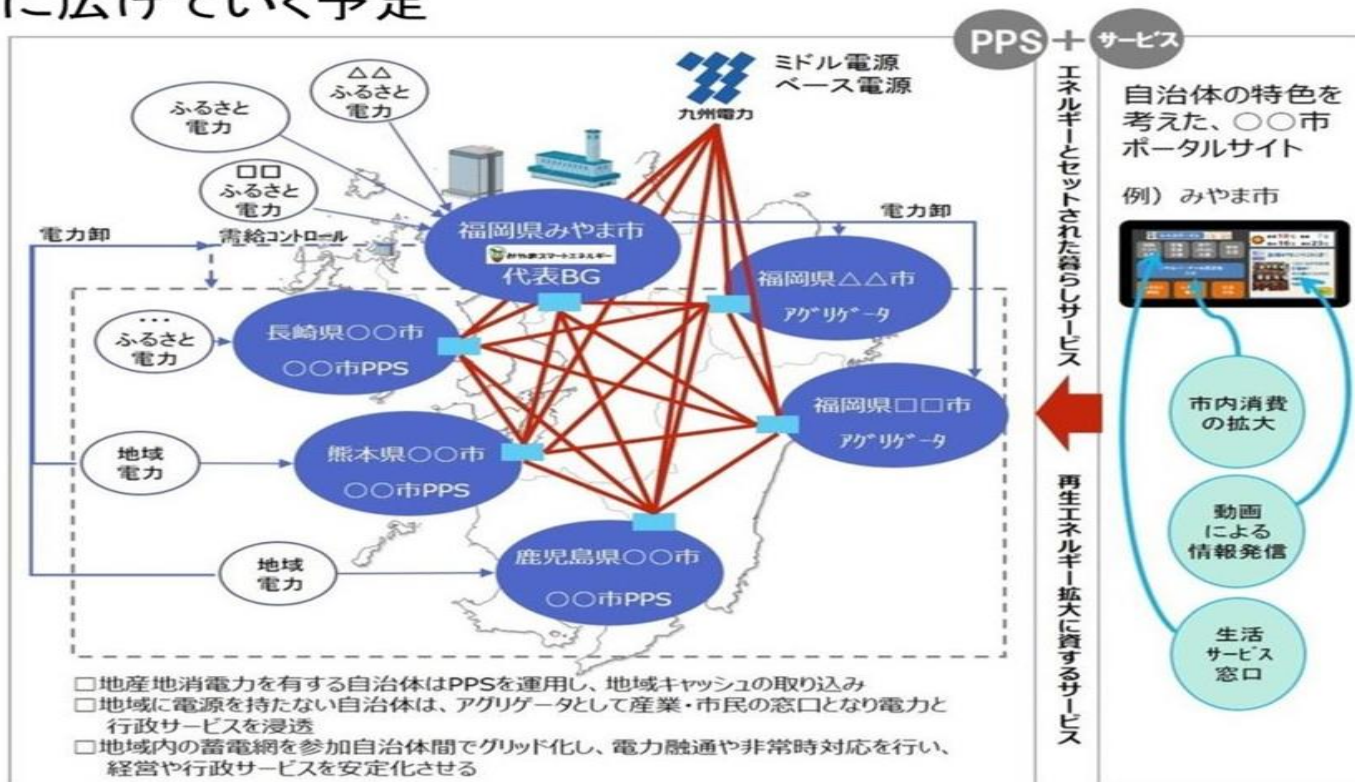 に広げていく予定
PPS＋サービス
△△
ふるさと
電力
ふるさと
電力
□□
ふるさと
電力
ミドル電源
ベース電源
九州電力
電力卸
需給コントロール
電力卸
福岡県みやま市
みやまスマートエネルギー
代表BG
福岡県△△市
ｱｸﾞﾘｹﾞｰﾀ
…
ふるさと
電力
長崎県○○市
○○市PPS
福岡県□□市
ｱｸﾞﾘｹﾞｰﾀ
地域
電力
熊本県○○市
○○市PPS
地域
電力
鹿児島県○○市
○○市PPS
□地産地消電力を有する自治体はPPSを運用し、地域キャッシュの取り込み
□地域に電源を持たない自治体は、アグリゲータとして産業・市民の窓口となり電力と
行政サービスを浸透
□地域内の蓄電網を参加自治体間でグリッド化し、電力融通や非常時対応を行い、
経営や行政サービスを安定化させる
エネルギーとセットされた暮らしサービス
再生エネルギー拡大に資するサービス
自治体の特色を
考えた、○○市
ポータルサイト
例）みやま市
市内消費
の拡大
動画
による
情報発信
生活
サービス
窓口